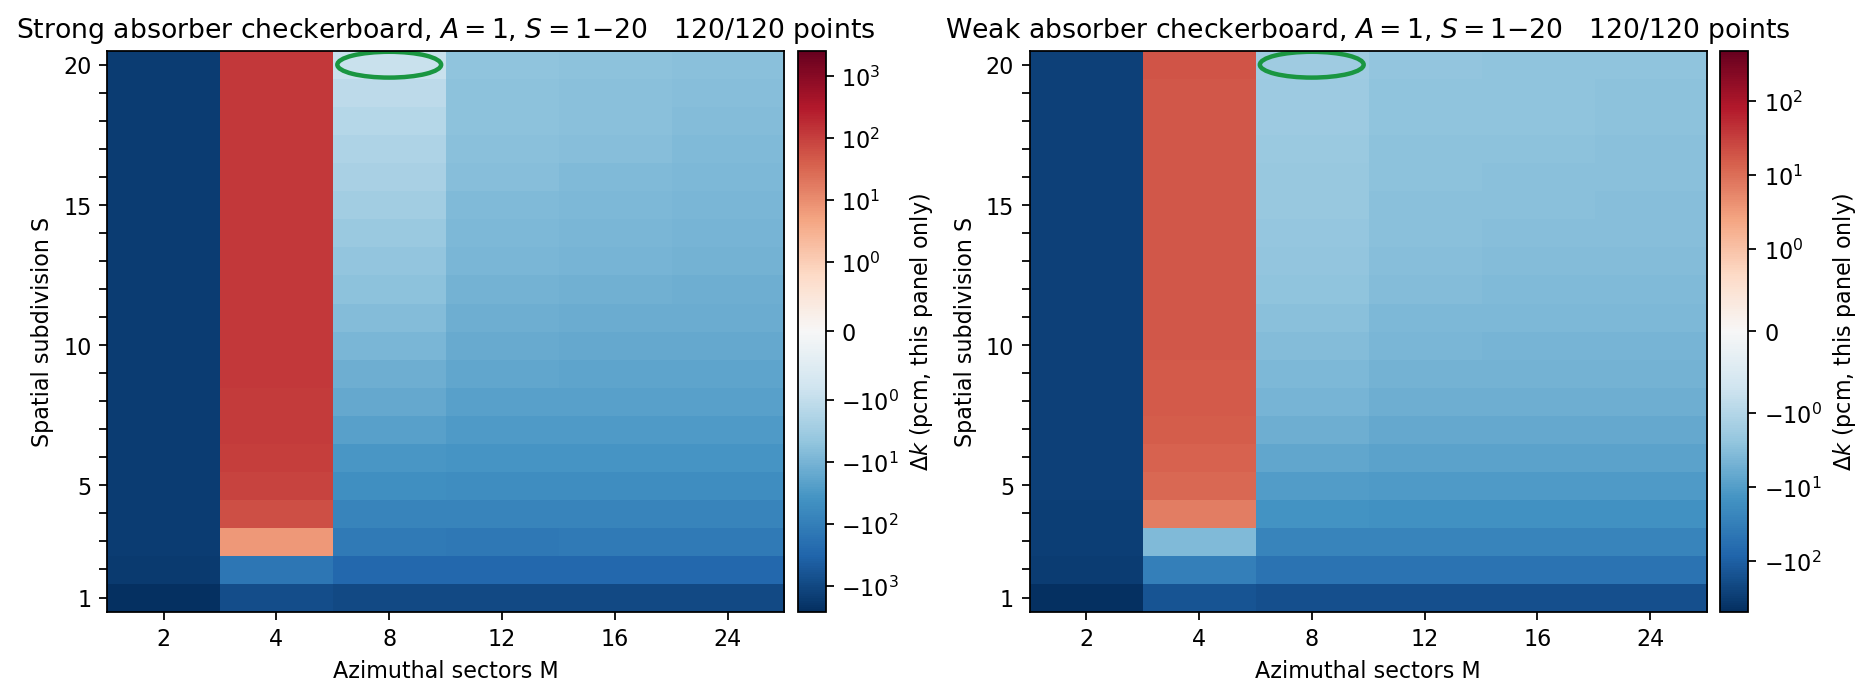 Strong absorber checkerboard, A = 1, S = 1−20 120/120 points
20
15
10
5
1
Spatial subdivision S
2 4 8 12 16 24
Azimuthal sectors M
10³
10²
10¹
10⁰
0
−10⁰
−10¹
−10²
−10³
Δk (pcm, this panel only)
Weak absorber checkerboard, A = 1, S = 1−20 120/120 points
20
15
10
5
1
Spatial subdivision S
2 4 8 12 16 24
Azimuthal sectors M
10²
10¹
10⁰
0
−10⁰
−10¹
−10²
Δk (pcm, this panel only)